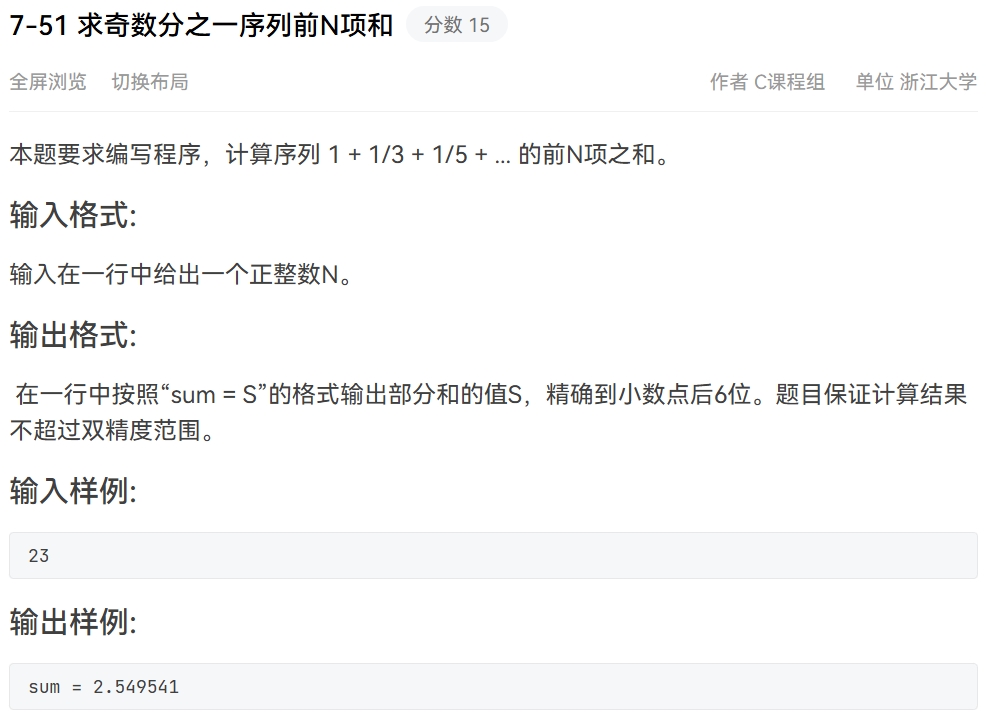 7-51 求奇数分之一序列前N项和 分数 15
全屏浏览 切换布局 作者 C课程组 单位 浙江大学
本题要求编写程序，计算序列 1 + 1/3 + 1/5 + ... 的前N项之和。
输入格式:
输入在一行中给出一个正整数N。
输出格式:
在一行中按照“sum = S”的格式输出部分和的值S，精确到小数点后6位。题目保证计算结果
不超过双精度范围。
输入样例:
23
输出样例:
sum = 2.549541